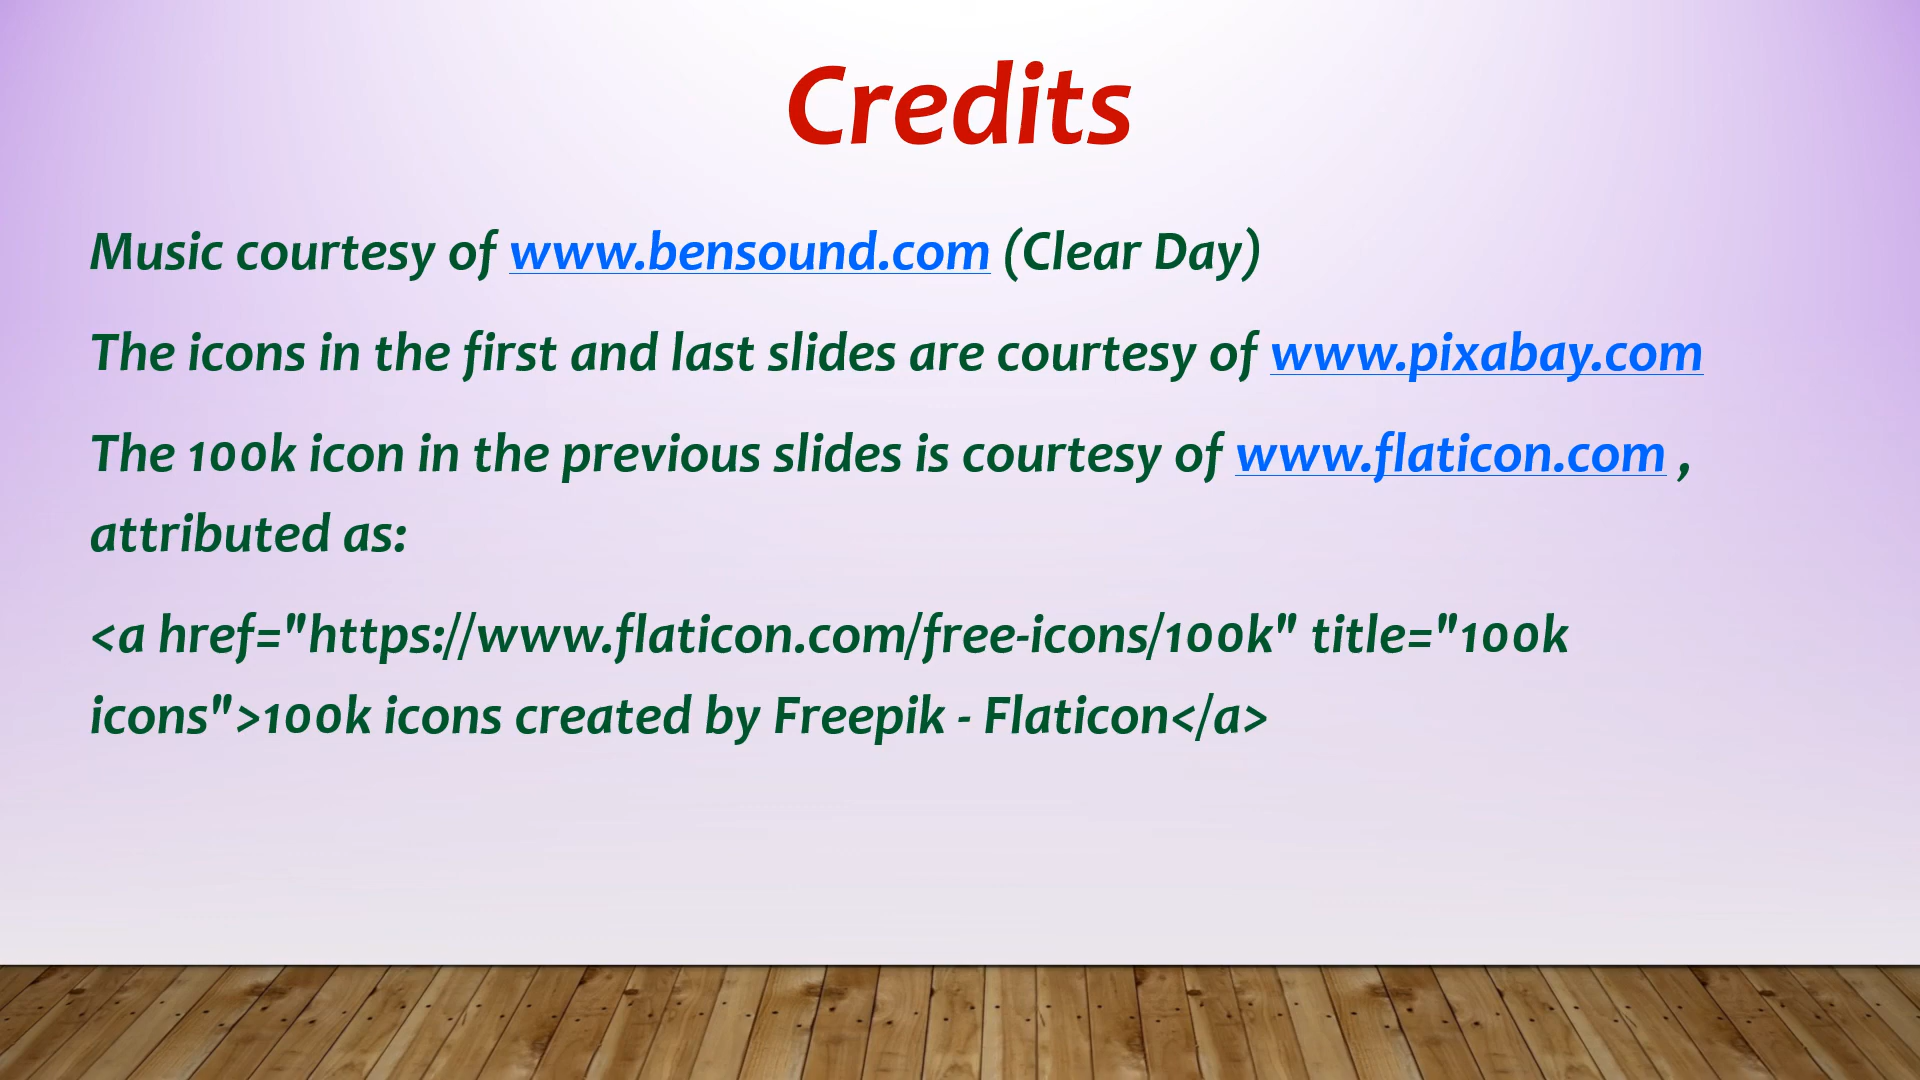 Credits
Music courtesy of www.bensound.com (Clear Day)
The icons in the first and last slides are courtesy of www.pixabay.com
The 100k icon in the previous slides is courtesy of www.flaticon.com ,
attributed as:
<a href="https://www.flaticon.com/free-icons/100k" title="100k
icons">100k icons created by Freepik - Flaticon</a>